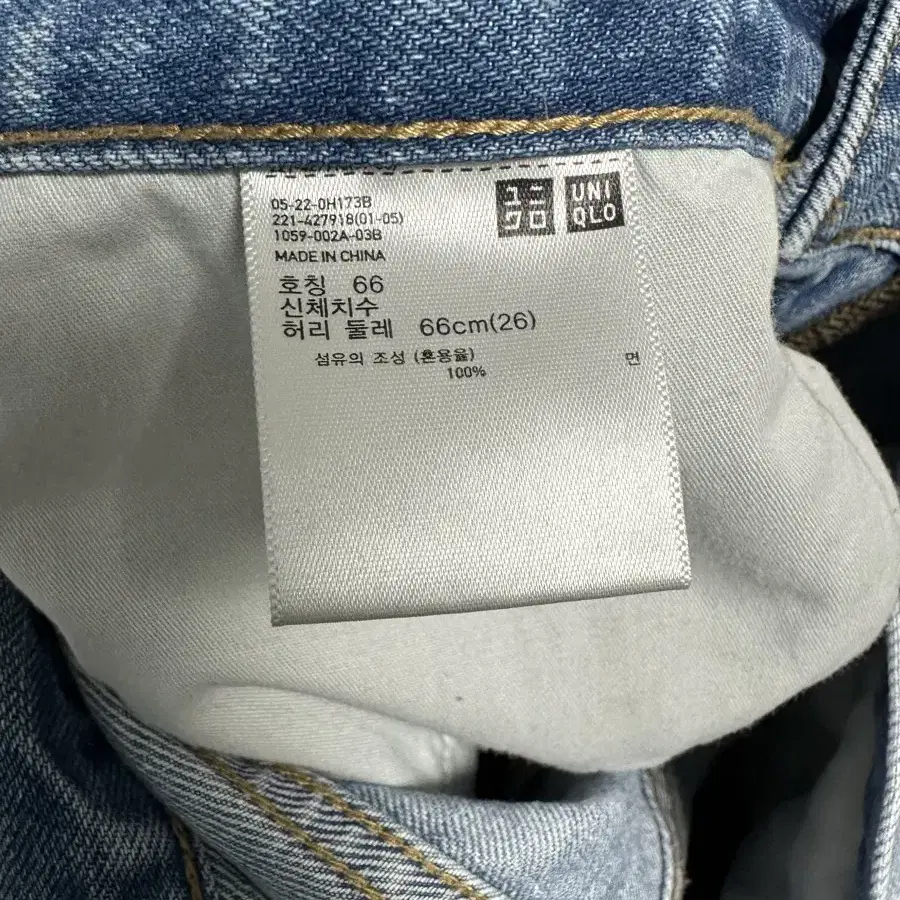 05-22-0H173B
221-427918(01-05)
1059-002A-03B
MADE IN CHINA
ユニ
クロ
UNI
QLO
호칭 66
신체치수
허리 둘레 66cm(26)
섬유의 조성 (혼용율) 면
100%